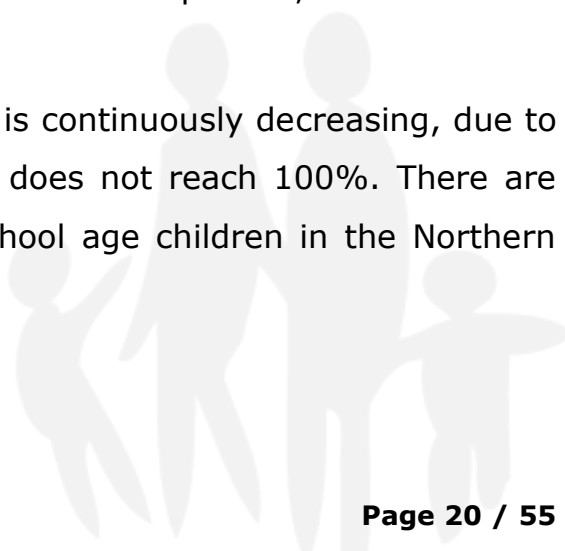 is continuously decreasing, due to
does not reach 100%. There are
hool age children in the Northern
Page 20 / 55